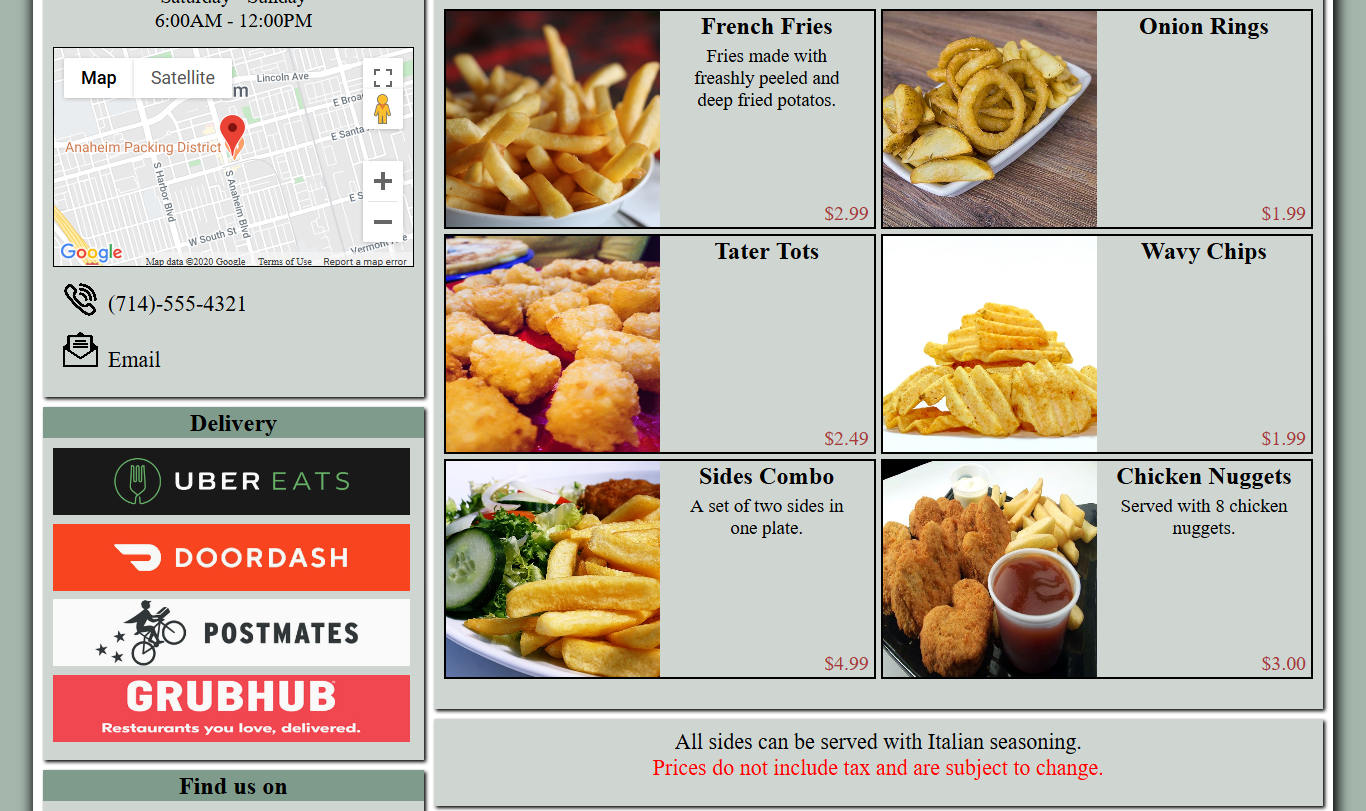 Saturday - Sunday
6:00AM - 12:00PM
Map
Satellite
Lincoln Ave
m
E Broa
E Santa
Anaheim Packing District
S Harbor Blvd
S Anaheim Blvd
E S
W South St
Vermont
Google
Map data ©2020 Google
Terms of Use
Report a map error
(714)-555-4321
Email
Delivery
UBER EATS
DOORDASH
POSTMATES
GRUBHUB
Restaurants you love, delivered.
Find us on
French Fries
Fries made with
freashly peeled and
deep fried potatos.
$2.99
Onion Rings
$1.99
Tater Tots
$2.49
Wavy Chips
$1.99
Sides Combo
A set of two sides in
one plate.
$4.99
Chicken Nuggets
Served with 8 chicken
nuggets.
$3.00
All sides can be served with Italian seasoning.
Prices do not include tax and are subject to change.